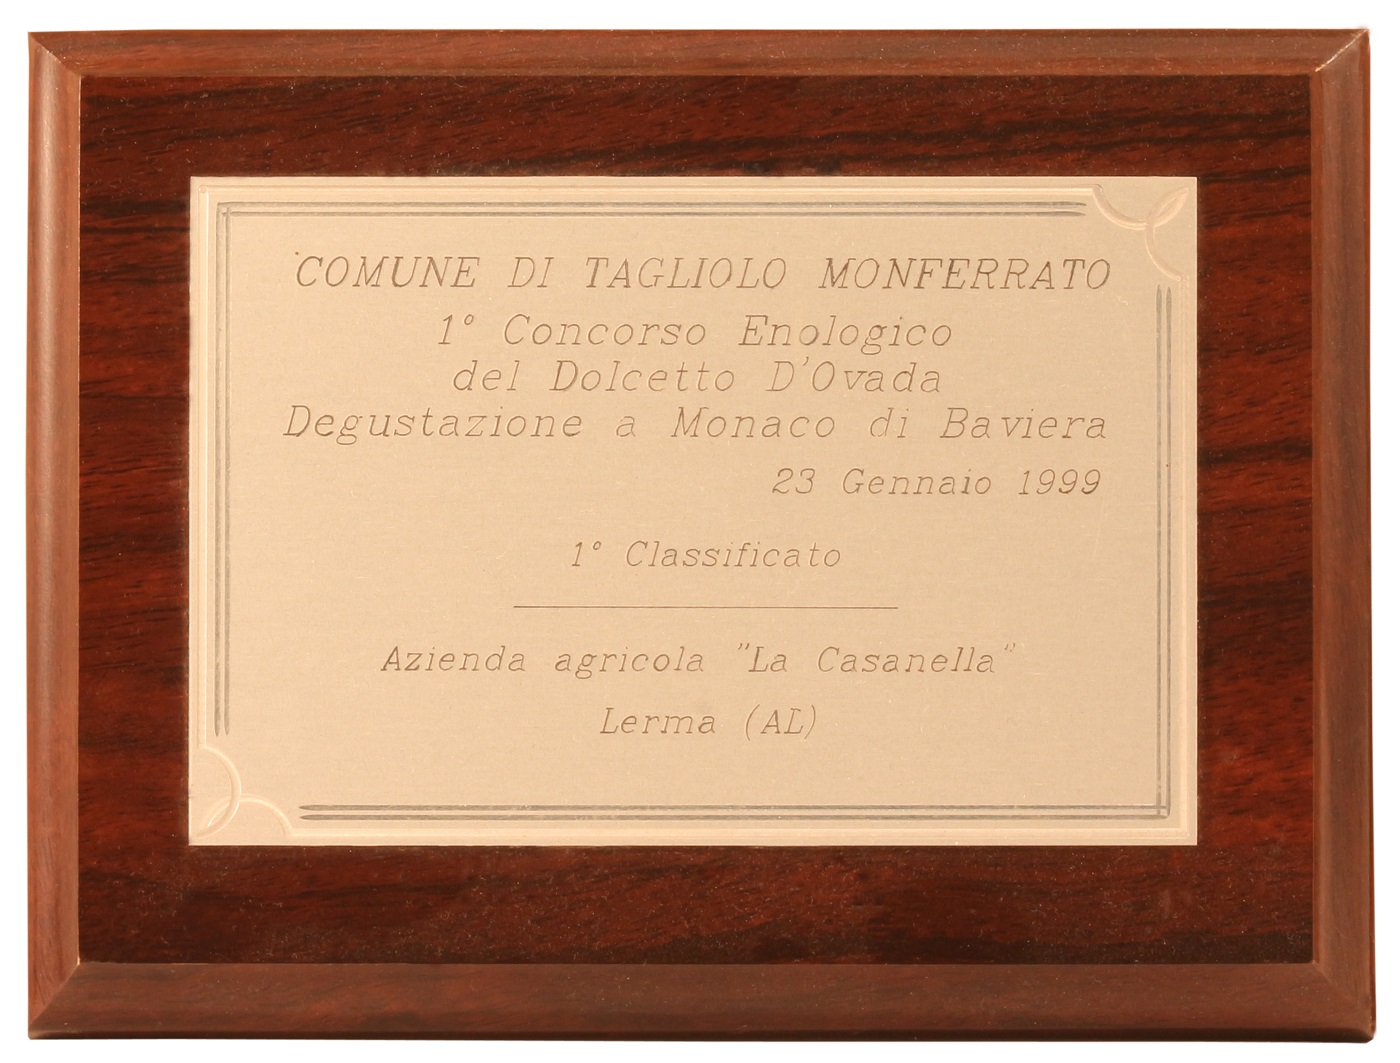 COMUNE DI TAGLIOLO MONFERRATO
1° Concorso Enologico
del Dolcetto D'Ovada
Degustazione a Monaco di Baviera
23 Gennaio 1999
1° Classificato
Azienda agricola "La Casanella"
Lerma (AL)